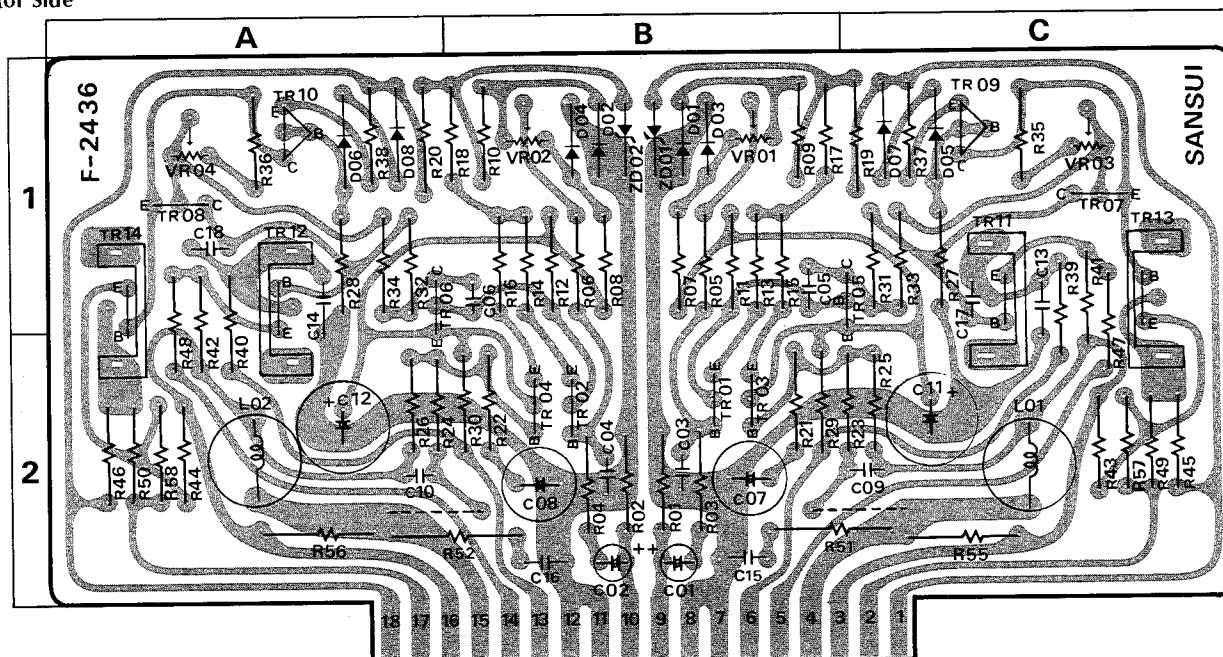 tor Side
A B C
1
2
F-2436
SANSUI
TR10
TR09
E
B
C
E
B
C
R36
D06
R38
D08
R20
R18
R10
VR02
D04
D02
ZD02
ZD01
D01
D03
VR01
R09
R17
R19
D07
R37
D05
R35
VR04
VR03
E TR08 C
C TR07 E
TR14
C18
TR12
TR11
TR13
E
B
B
E
C14
R28
R34
R32
C
TR06
B
E
C06
R16
R14
R12
R06
R08
R07
R05
R11
R13
R15
C05
C
B
TR05
E
R31
R33
R27
C17
E
B
C13
R39
R41
R47
B
E
R48
R42
R40
L02
+
C12
R26
R24
R30
R22
E
TR04
B
E
TR02
B
C04
C03
E
TR01
B
E
TR03
B
R21
R29
R23
R25
C11
+
L01
R46
R50
R58
R44
C10
C08
R04
R02
R01
R03
C07
C09
R43
R57
R49
R45
R56
R52
C16
C02
+ +
C01
C15
R51
R55
18 17 16 15 14 13 12 11 10 9 8 7 6 5 4 3 2 1